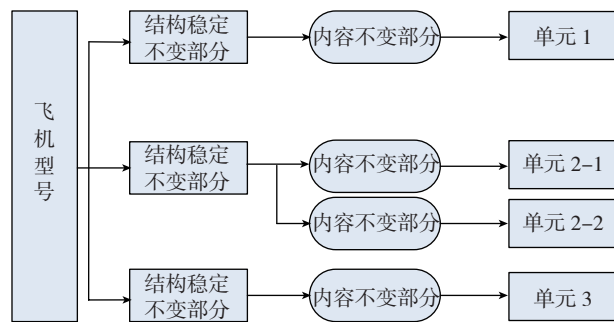 飞机型号
结构稳定
不变部分
内容不变部分
单元 1
结构稳定
不变部分
内容不变部分
单元 2-1
内容不变部分
单元 2-2
结构稳定
不变部分
内容不变部分
单元 3